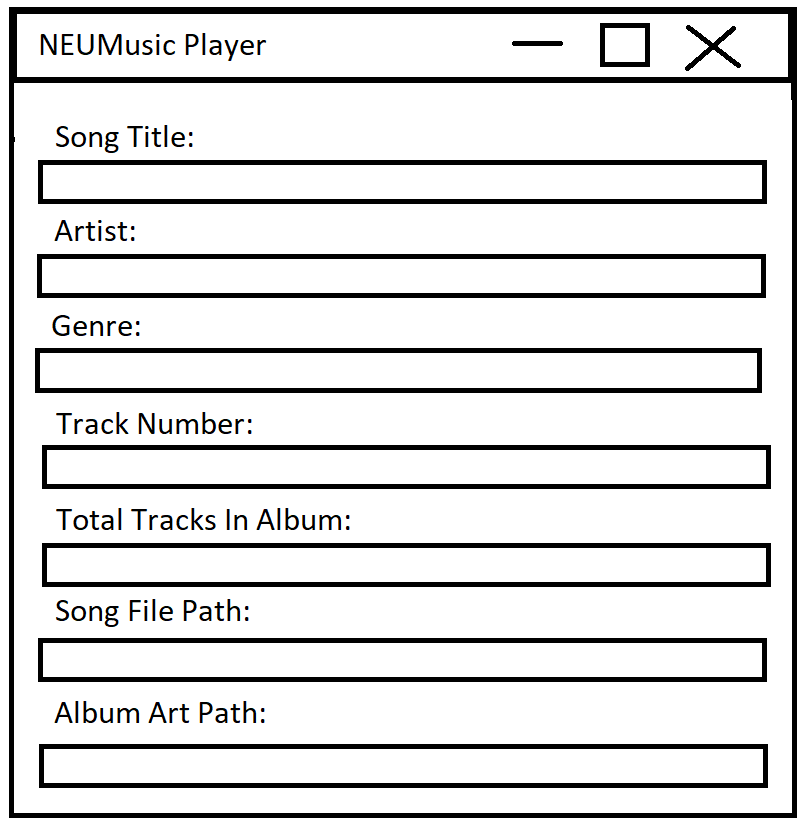 NEUMusic Player
Song Title:
Artist:
Genre:
Track Number:
Total Tracks In Album:
Song File Path:
Album Art Path: